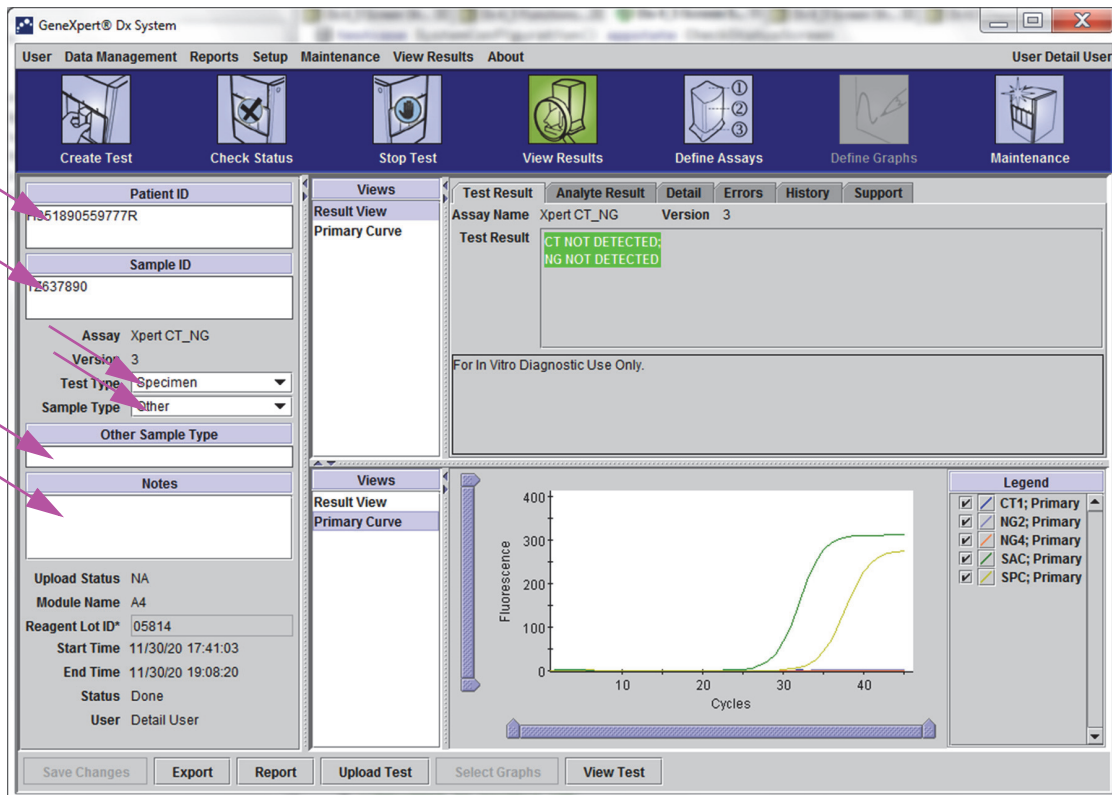 GeneXpert® Dx System
User Data Management Reports Setup Maintenance View Results About User Detail User
Create Test Check Status Stop Test View Results Define Assays Define Graphs Maintenance
Patient ID
1890559777R
Sample ID
637890
Assay Xpert CT_NG
Version 3
Test Type Specimen
Sample Type Other
Other Sample Type
Notes
Upload Status NA
Module Name A4
Reagent Lot ID* 05814
Start Time 11/30/20 17:41:03
End Time 11/30/20 19:08:20
Status Done
User Detail User
Views
Result View
Primary Curve
Test Result Analyte Result Detail Errors History Support
Assay Name Xpert CT_NG Version 3
Test Result CT NOT DETECTED;
NG NOT DETECTED
For In Vitro Diagnostic Use Only.
Views
Result View
Primary Curve
400
300
200
100
0
Fluorescence
10 20 30 40
Cycles
Legend
CT1; Primary
NG2; Primary
NG4; Primary
SAC; Primary
SPC; Primary
Save Changes Export Report Upload Test Select Graphs View Test